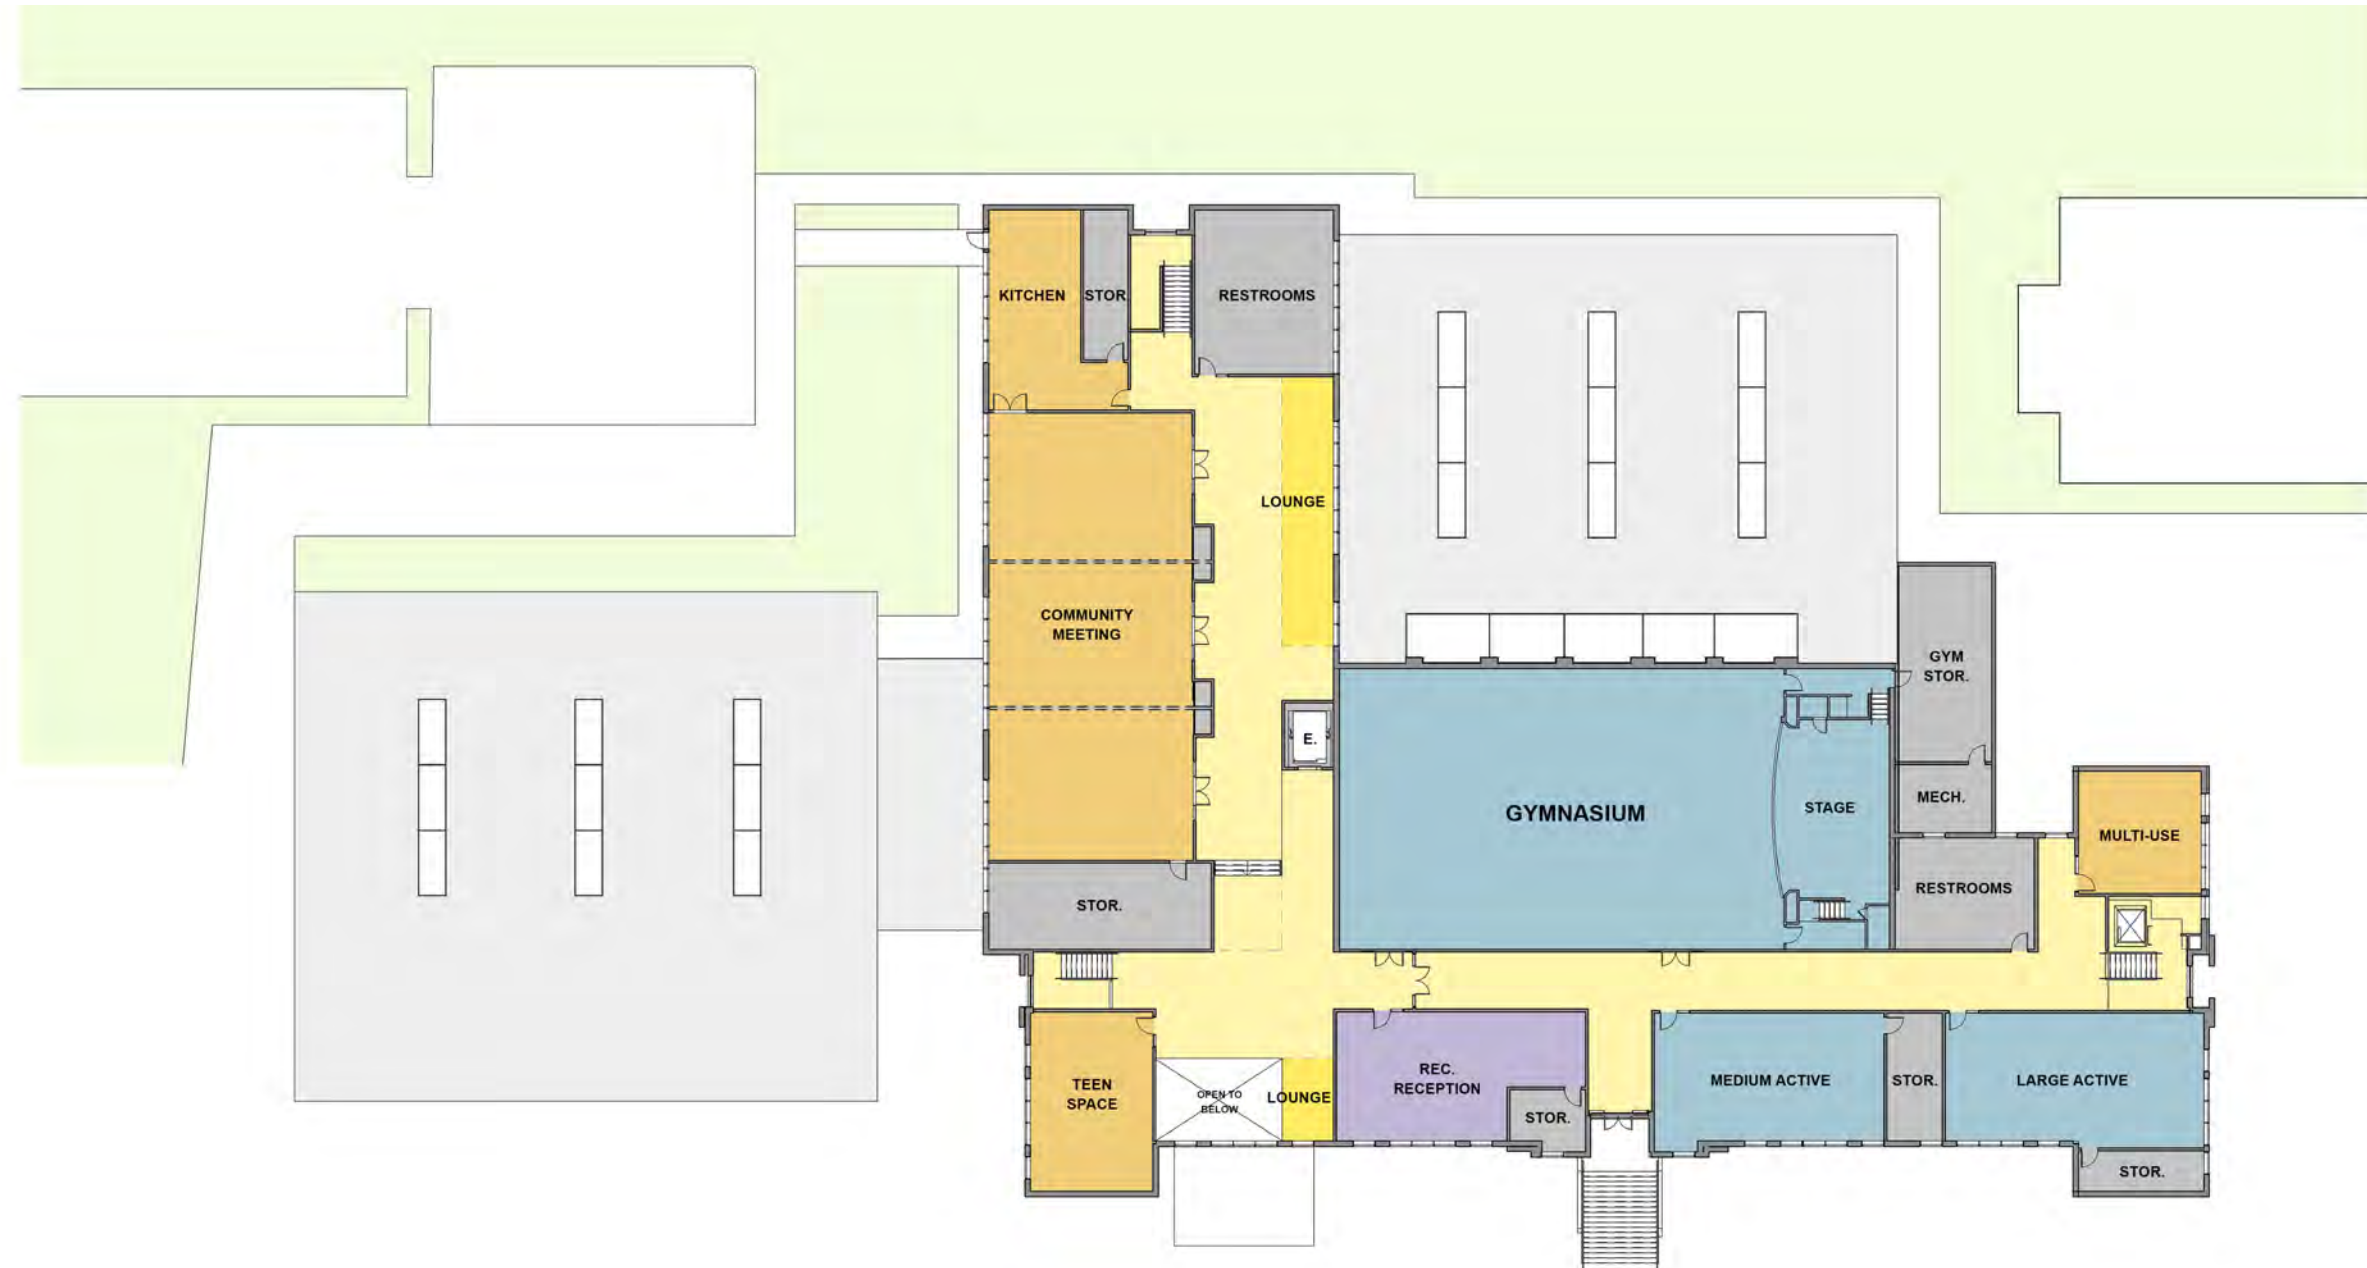 KITCHEN
STOR.
RESTROOMS
LOUNGE
COMMUNITY
MEETING
GYM
STOR.
E.
MECH.
GYMNASIUM
STAGE
MULTI-USE
RESTROOMS
STOR.
TEEN
SPACE
OPEN TO
BELOW
LOUNGE
REC.
RECEPTION
STOR.
MEDIUM ACTIVE
STOR.
LARGE ACTIVE
STOR.